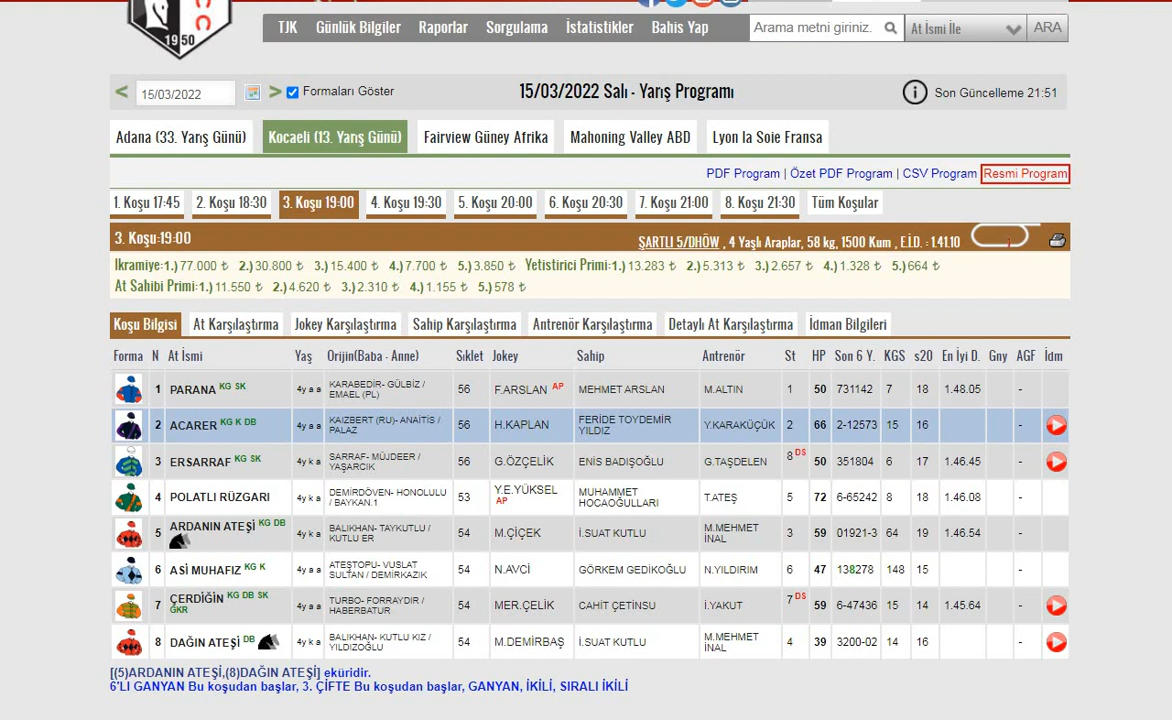 C C
1950
TJK Günlük Bilgiler Raporlar Sorgulama İstatistikler Bahis Yap Arama metni giriniz. At İsmi İle ARA
< 15/03/2022 > Formaları Göster 15/03/2022 Salı - Yarış Programı Son Güncelleme 21:51
Adana (33. Yarış Günü) Kocaeli (13. Yarış Günü) Fairview Güney Afrika Mahoning Valley ABD Lyon la Soie Fransa
PDF Program | Özet PDF Program | CSV Program Resmi Program
1. Koşu 17:45 2. Koşu 18:30 3. Koşu 19:00 4. Koşu 19:30 5. Koşu 20:00 6. Koşu 20:30 7. Koşu 21:00 8. Koşu 21:30 Tüm Koşular
3. Koşu:19:00 ŞARTLI 5/DHÖW , 4 Yaşlı Araplar, 58 kg, 1500 Kum , E.İ.D. : 1.41.10
İkramiye:1.) 77.000 ₺ 2.) 30.800 ₺ 3.) 15.400 ₺ 4.) 7.700 ₺ 5.) 3.850 ₺ Yetistirici Primi:1.) 13.283 ₺ 2.) 5.313 ₺ 3.) 2.657 ₺ 4.) 1.328 ₺ 5.) 664 ₺
At Sahibi Primi:1.) 11.550 ₺ 2.) 4.620 ₺ 3.) 2.310 ₺ 4.) 1.155 ₺ 5.) 578 ₺
Koşu Bilgisi At Karşılaştırma Jokey Karşılaştırma Sahip Karşılaştırma Antrenör Karşılaştırma Detaylı At Karşılaştırma İdman Bilgileri
Forma N At İsmi Yaş Orijin(Baba - Anne) Sıklet Jokey Sahip Antrenör St HP Son 6 Y. KGS s20 En İyi D. Gny AGF İdm
1 PARANA KG SK 4y a a KARABEDİR- GÜLBİZ / EMAEL (PL) 56 F.ARSLAN AP MEHMET ARSLAN M.ALTIN 1 50 731142 7 18 1.48.05 -
2 ACARER KG K DB 4y a a KAIZBERT (RU)- ANAİTİS / PALAZ 56 H.KAPLAN FERİDE TOYDEMİR YILDIZ Y.KARAKÜÇÜK 2 66 2-12573 15 16 -
3 ERSARRAF KG SK 4y k a SARRAF- MÜJDEER / YAŞARCIK 56 G.ÖZÇELİK ENİS BADIŞOĞLU G.TAŞDELEN 8 DS 50 351804 6 17 1.46.45 -
4 POLATLI RÜZGARI 4y k a DEMİRDÖVEN- HONOLULU / BAYKAN.1 53 Y.E.YÜKSEL AP MUHAMMET HOCAOĞULLARI T.ATEŞ 5 72 6-65242 8 18 1.46.08 -
5 ARDANIN ATEŞİ KG DB 4y k a BALIKHAN- TAYKUTLU / KUTLU ER 54 M.ÇİÇEK İ.SUAT KUTLU M.MEHMET İNAL 3 59 01921-3 64 19 1.46.54 -
6 ASİ MUHAFIZ KG K 4y a a ATEŞTOPU- VUSLAT SULTAN / DEMİRKAZIK 54 N.AVCİ GÖRKEM GEDİKOĞLU N.YILDIRIM 6 47 138278 148 15 -
7 ÇERDİĞİN KG DB SK GKR 4y a a TURBO- FORRAYDIR / HABERBATUR 54 MER.ÇELİK CAHİT ÇETİNSU İ.YAKUT 7 DS 59 6-47436 15 14 1.45.64 -
8 DAĞIN ATEŞİ DB 4y k a BALIKHAN- KUTLU KIZ / YILDIZOĞLU 54 M.DEMİRBAŞ İ.SUAT KUTLU M.MEHMET İNAL 4 39 3200-02 14 16 -
[(5)ARDANIN ATEŞİ,(8)DAĞIN ATEŞİ] eküridir.
6'LI GANYAN Bu koşudan başlar, 3. ÇİFTE Bu koşudan başlar, GANYAN, İKİLİ, SIRALI İKİLİ